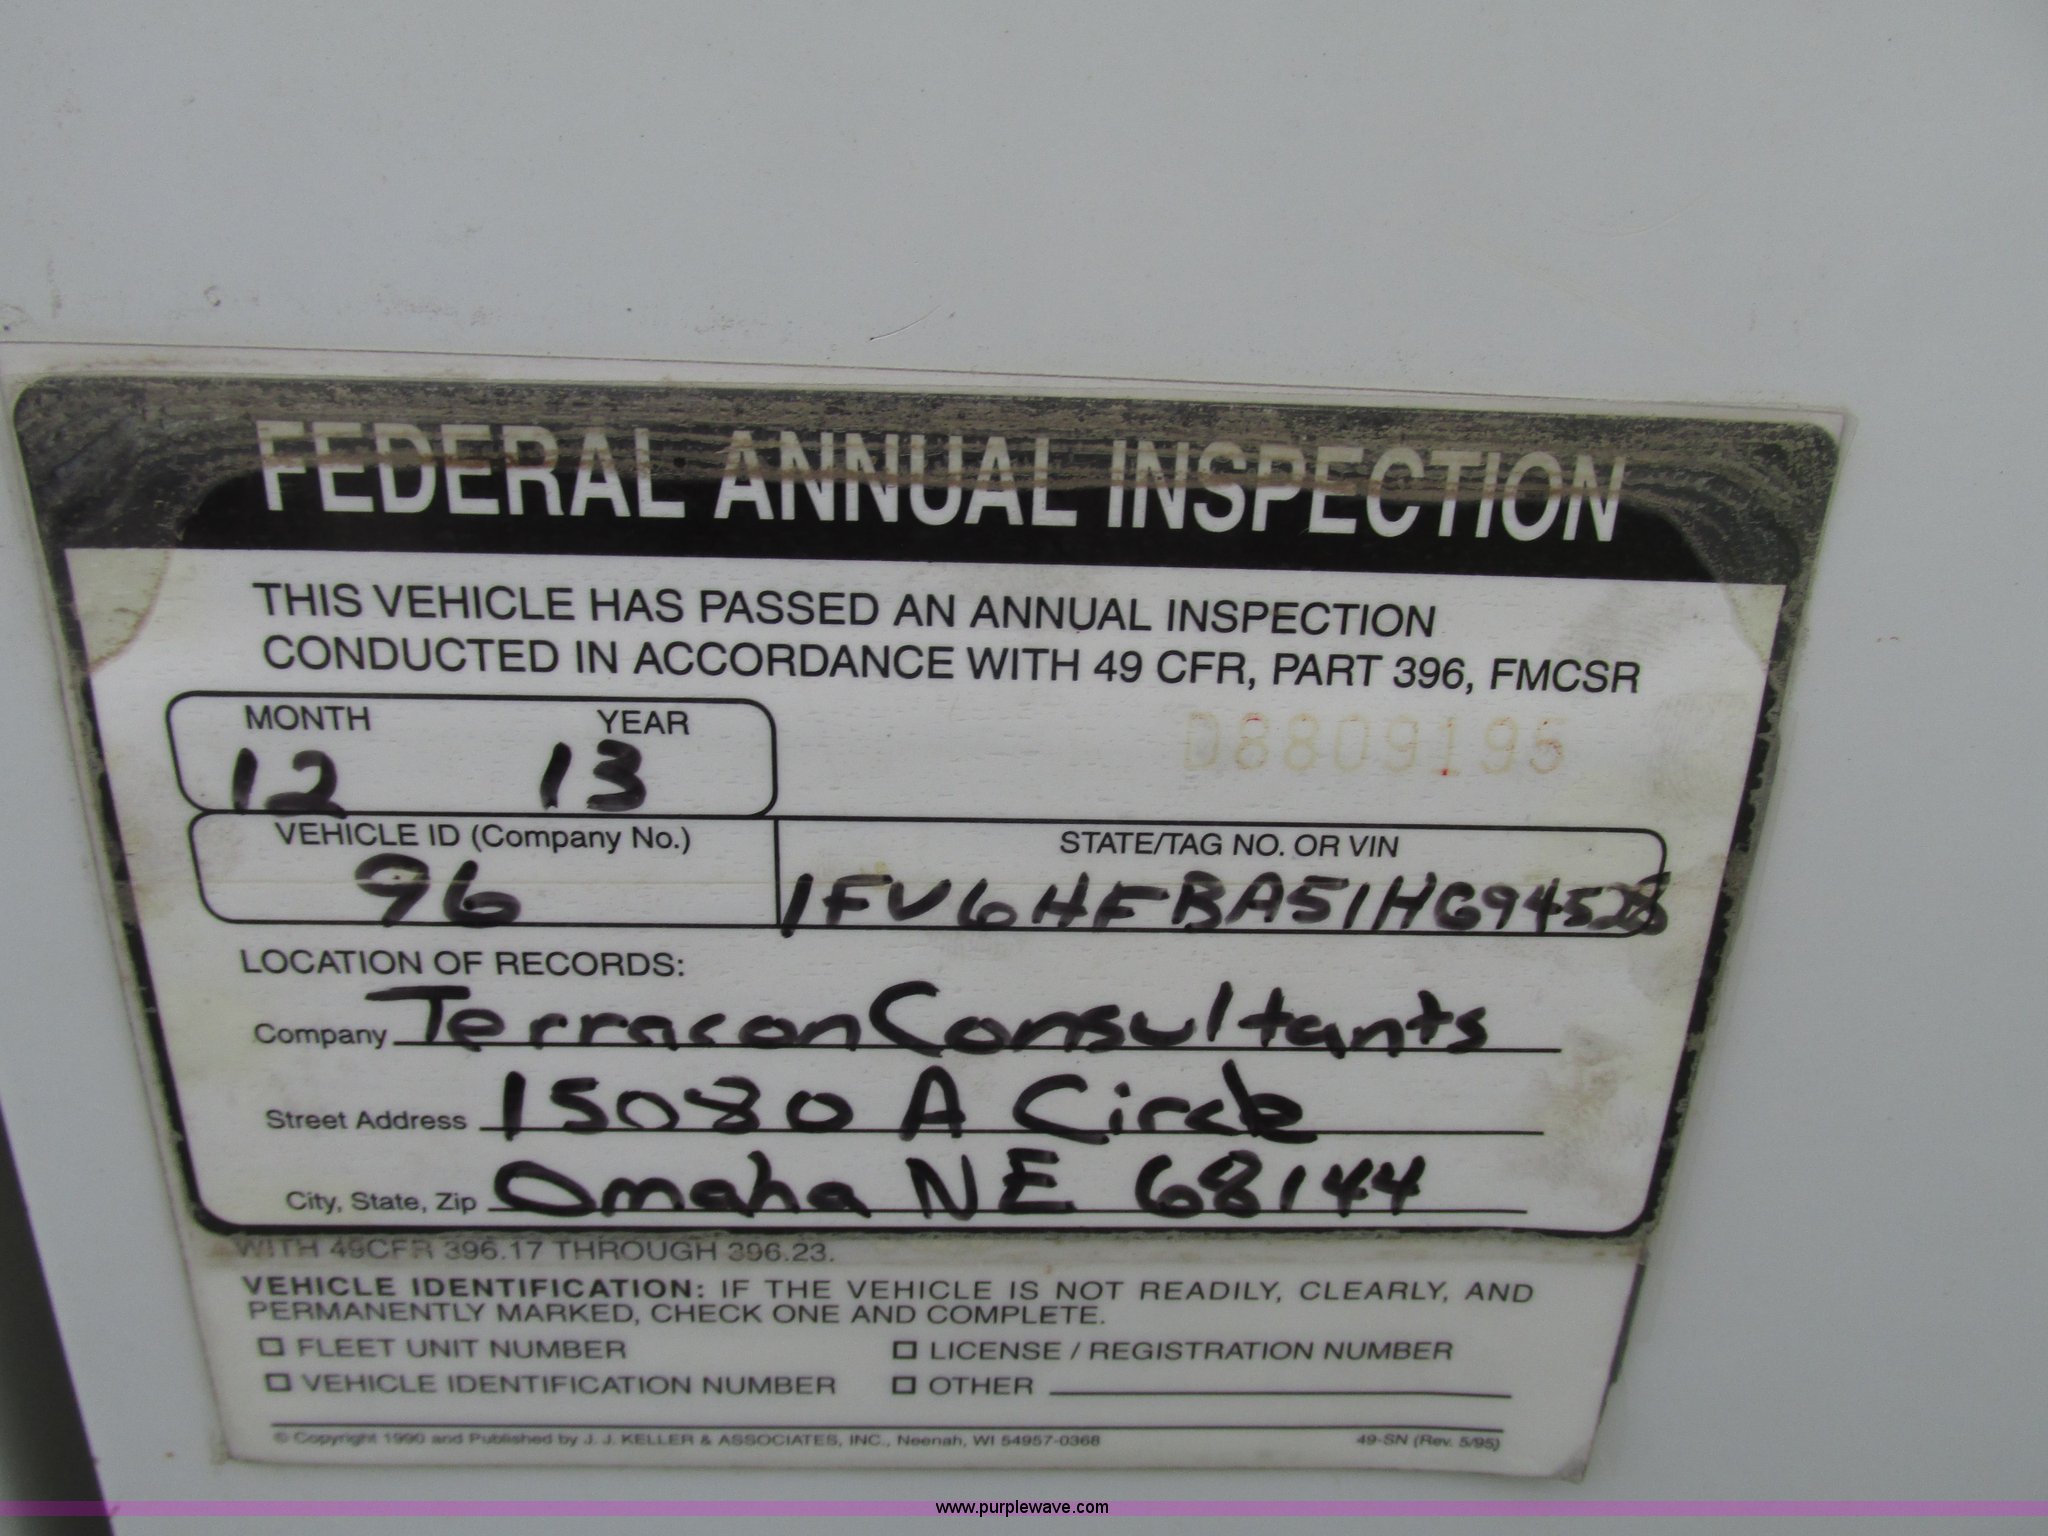 FEDERAL ANNUAL INSPECTION
THIS VEHICLE HAS PASSED AN ANNUAL INSPECTION
CONDUCTED IN ACCORDANCE WITH 49 CFR, PART 396, FMCSR
MONTH YEAR
12 13
D8809195
VEHICLE ID (Company No.)
96
STATE/TAG NO. OR VIN
1FV6HFBA51HG94528
LOCATION OF RECORDS:
Company Terracon Consultants
Street Address 15080 A Circle
City, State, Zip Omaha NE 68144
WITH 49CFR 396.17 THROUGH 396.23.
VEHICLE IDENTIFICATION: IF THE VEHICLE IS NOT READILY, CLEARLY, AND
PERMANENTLY MARKED, CHECK ONE AND COMPLETE.
FLEET UNIT NUMBER LICENSE / REGISTRATION NUMBER
VEHICLE IDENTIFICATION NUMBER OTHER
© Copyright 1990 and Published by J. J. KELLER & ASSOCIATES, INC., Neenah, WI 54957-0368 49-SN (Rev. 5/95)
www.purplewave.com